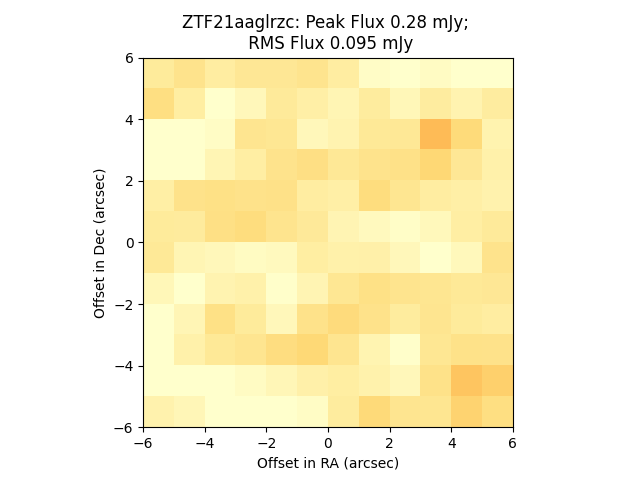 ZTF21aaglrzc: Peak Flux 0.28 mJy;
RMS Flux 0.095 mJy
6
4
2
0
−2
−4
−6
Offset in Dec (arcsec)
−6 −4 −2 0 2 4 6
Offset in RA (arcsec)